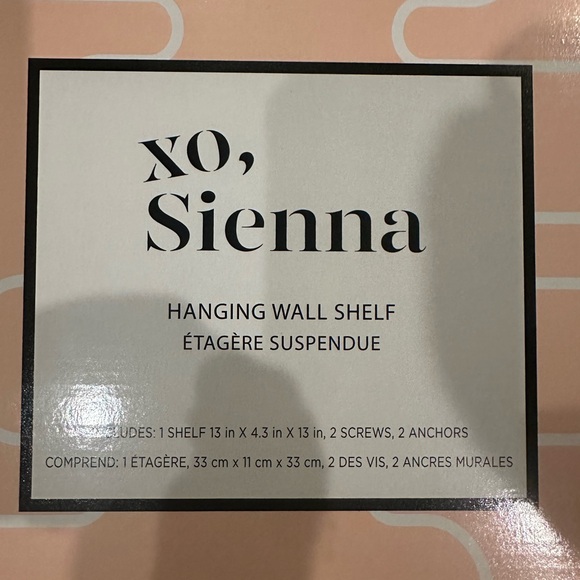 xo,
Sienna
HANGING WALL SHELF
ÉTAGÈRE SUSPENDUE
1 SHELF 13 in X 4.3 in X 13 in, 2 SCREWS, 2 ANCHORS
COMPREND: 1 ÉTAGÈRE, 33 cm x 11 cm x 33 cm, 2 DES VIS, 2 ANCRES MURALES